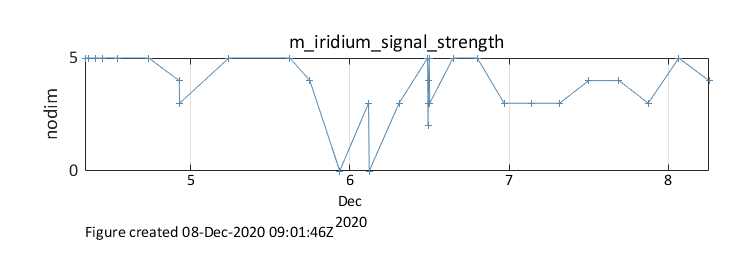 m_iridium_signal_strength
5
nodim
0
5 6 7 8
Dec
2020
Figure created 08-Dec-2020 09:01:46Z